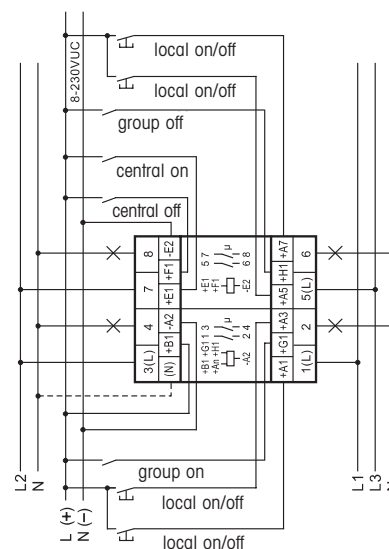 8-230VUC
local on/off
local on/off
group off
central on
central off
8
-E2
+F1
7
+E1
4
-A2
+B1
3(L)
(N)
5 7
µ
6 8
+E1
+F1
-E2
1 3
µ
2 4
+B1 +G1
+An +H1
-A2
+A7
6
+H1
+A5
5(L)
+A3
2
+G1
+A1
1(L)
group on
local on/off
local on/off
L2
N
L (+)
N (−)
L1
L3
N